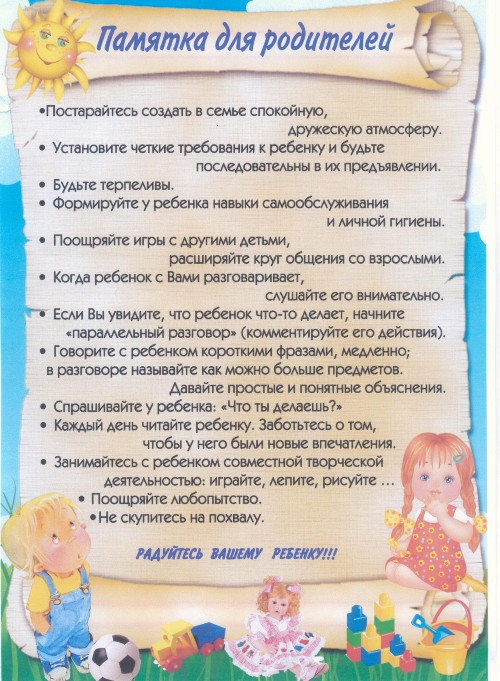 Памятка для родителей
•Постарайтесь создать в семье спокойную,
дружескую атмосферу.
• Установите четкие требования к ребенку и будьте
последовательны в их предъявлении.
• Будьте терпеливы.
• Формируйте у ребенка навыки самообслуживания
и личной гигиены.
• Поощряйте игры с другими детьми,
расширяйте круг общения со взрослыми.
• Когда ребенок с Вами разговаривает,
слушайте его внимательно.
• Если Вы увидите, что ребенок что-то делает, начните
«параллельный разговор» (комментируйте его действия).
• Говорите с ребенком короткими фразами, медленно;
в разговоре называйте как можно больше предметов.
Давайте простые и понятные объяснения.
• Спрашивайте у ребенка: «Что ты делаешь?»
• Каждый день читайте ребенку. Заботьтесь о том,
чтобы у него были новые впечатления.
• Занимайтесь с ребенком совместной творческой
деятельностью: играйте, лепите, рисуйте ...
• Поощряйте любопытство.
•Не скупитесь на похвалу.
РАДУЙТЕСЬ ВАШЕМУ РЕБЕНКУ!!!